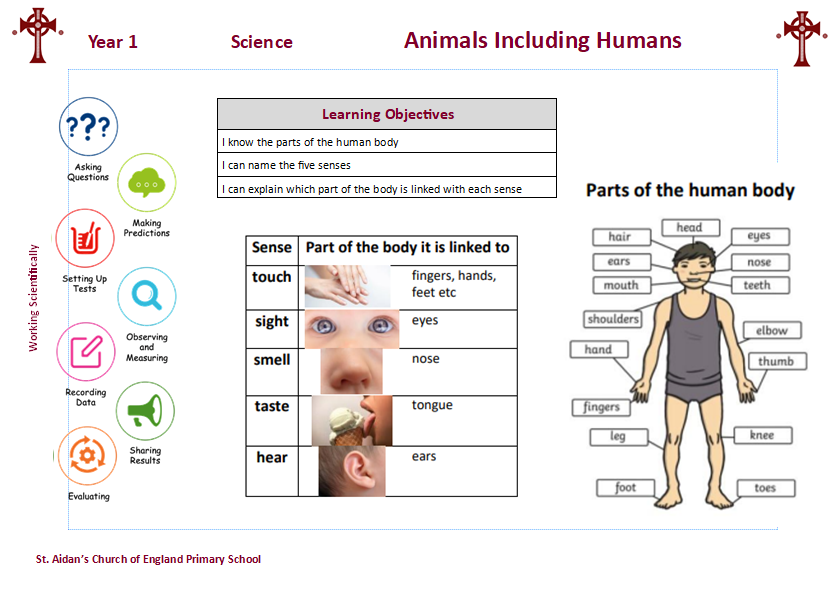 Year 1 Science Animals Including Humans
Learning Objectives
I know the parts of the human body
I can name the five senses
I can explain which part of the body is linked with each sense
???
Asking
Questions
Making
Predictions
Setting Up
Tests
Observing
and
Measuring
Recording
Data
Sharing
Results
Evaluating
Working Scientifically
Sense Part of the body it is linked to
touch fingers, hands,
feet etc
sight eyes
smell nose
taste tongue
hear ears
Parts of the human body
head
hair eyes
ears nose
mouth teeth
shoulders
elbow
hand
thumb
fingers
leg knee
foot toes
St. Aidan's Church of England Primary School